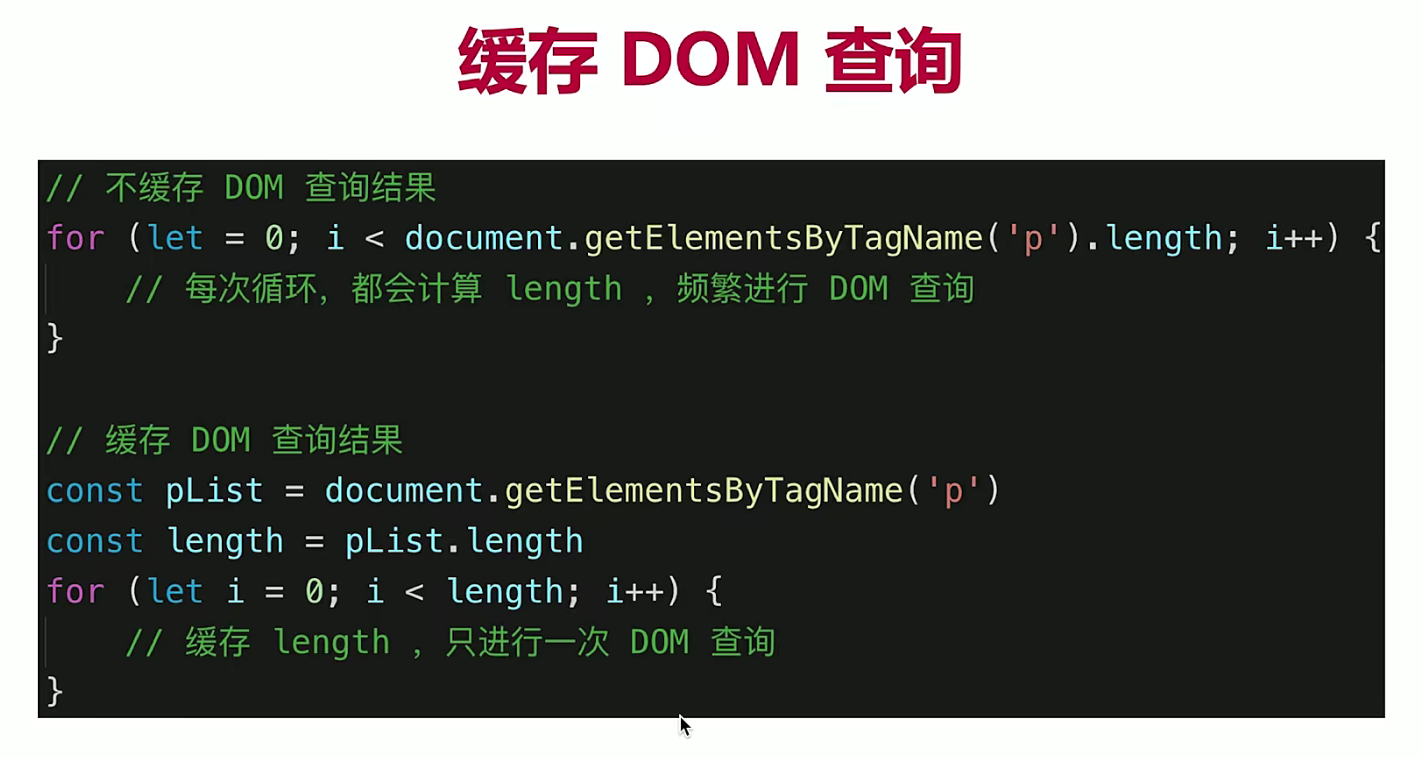 缓存 DOM 查询
// 不缓存 DOM 查询结果
for (let = 0; i < document.getElementsByTagName('p').length; i++) {
    // 每次循环，都会计算 length ，频繁进行 DOM 查询
}
// 缓存 DOM 查询结果
const pList = document.getElementsByTagName('p')
const length = pList.length
for (let i = 0; i < length; i++) {
    // 缓存 length ，只进行一次 DOM 查询
}